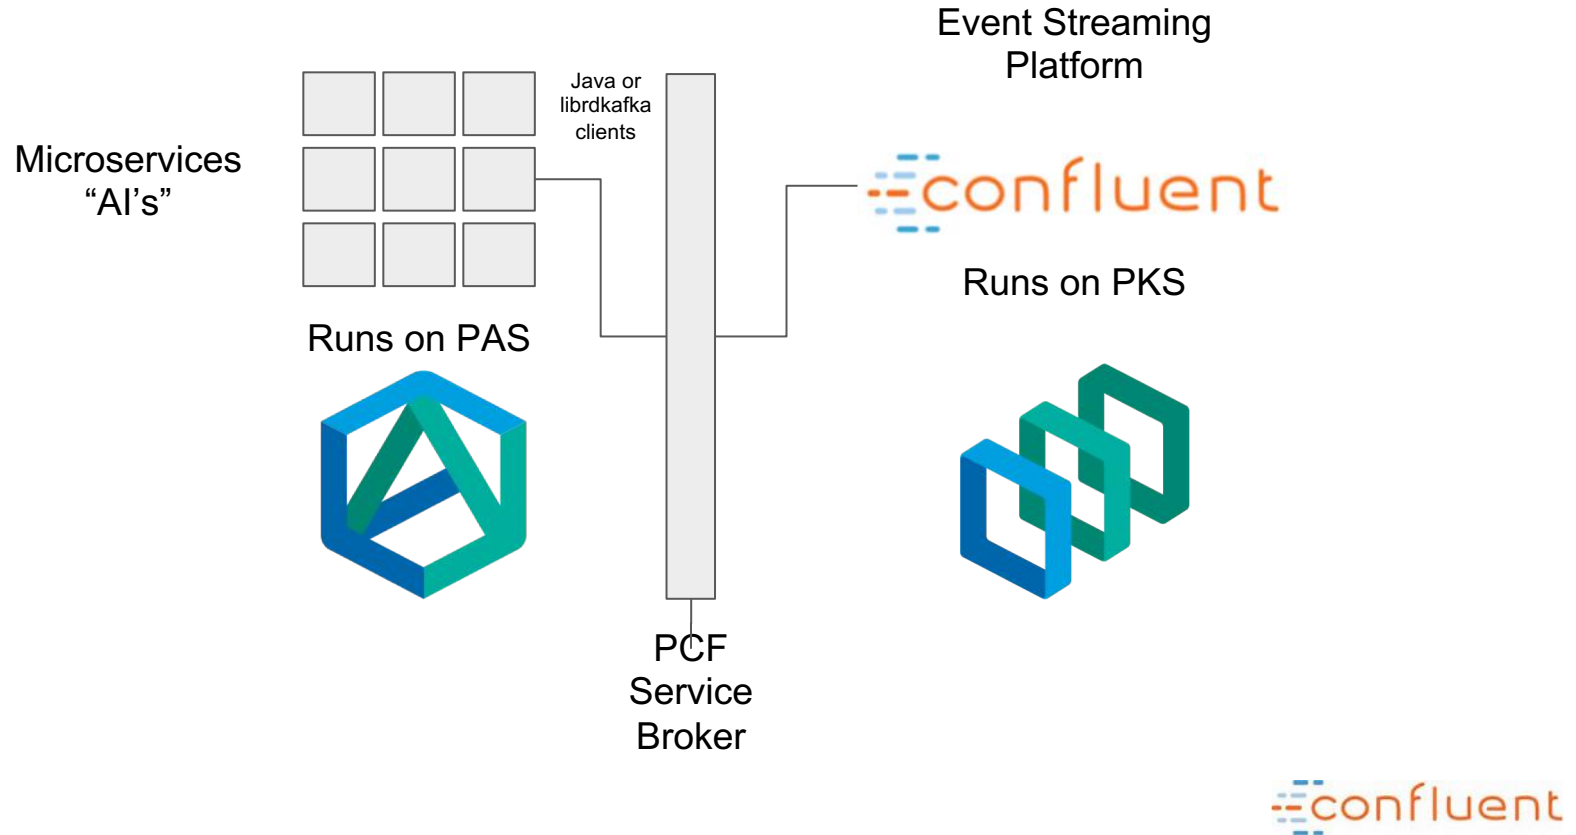 Event Streaming
Platform
Java or
librdkafka
clients
Microservices
“AI’s”
confluent
Runs on PKS
Runs on PAS
PCF
Service
Broker
confluent